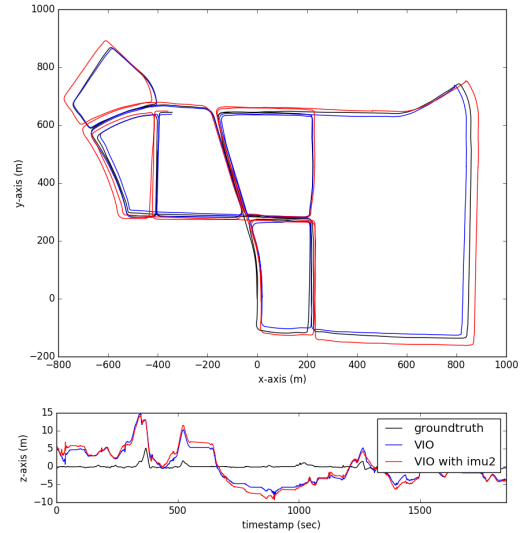 1000
800
600
400
200
0
−200
y-axis (m)
−800 −600 −400 −200 0 200 400 600 800 1000
x-axis (m)
15
10
5
0
−5
−10
z-axis (m)
groundtruth
VIO
VIO with imu2
0 500 1000 1500
timestamp (sec)